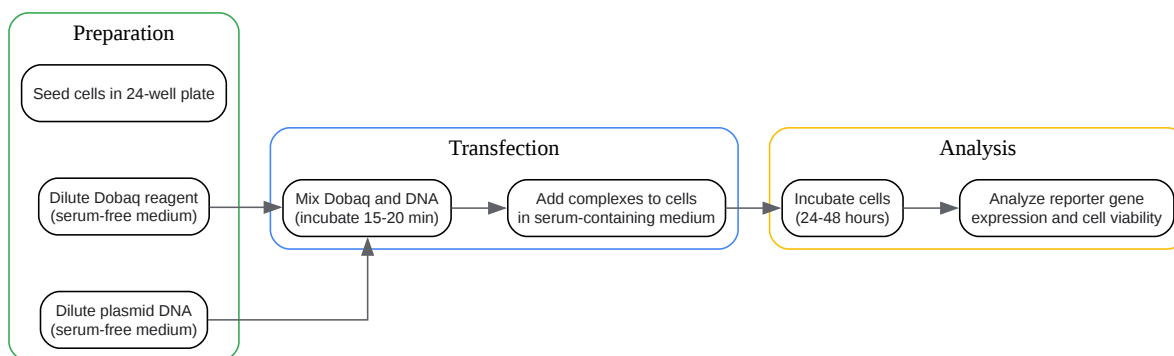 Preparation
Seed cells in 24-well plate
Dilute Dobaq reagent
(serum-free medium)
Dilute plasmid DNA
(serum-free medium)
Transfection
Mix Dobaq and DNA
(incubate 15-20 min)
Add complexes to cells
in serum-containing medium
Analysis
Incubate cells
(24-48 hours)
Analyze reporter gene
expression and cell viability